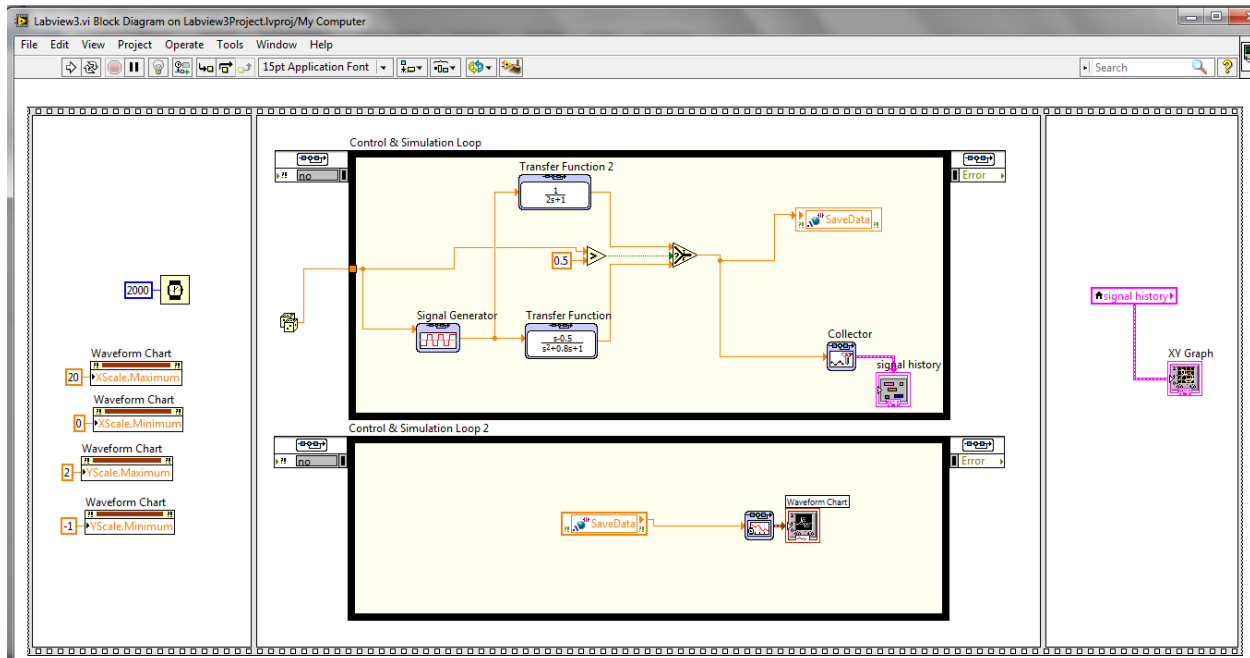 Labview3.vi Block Diagram on Labview3Project.lvproj/My Computer
File Edit View Project Operate Tools Window Help
15pt Application Font
Search
2000
Waveform Chart
20 XScale.Maximum
Waveform Chart
0 XScale.Minimum
Waveform Chart
2 YScale.Maximum
Waveform Chart
-1 YScale.Minimum
Control & Simulation Loop
?! no
Error
Transfer Function 2
1
2s+1
SaveData
0.5
>
?
Signal Generator
Transfer Function
s-0.5
s²+0.8s+1
Collector
signal history
Control & Simulation Loop 2
?! no
Error
SaveData
Waveform Chart
signal history
XY Graph